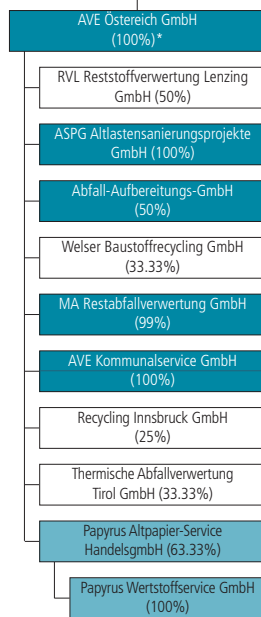 AVE Östereich GmbH
(100%)*
RVL Reststoffverwertung Lenzing
GmbH (50%)
ASPG Altlastensanierungsprojekte
GmbH (100%)
Abfall-Aufbereitungs-GmbH
(50%)
Welser Baustoffrecycling GmbH
(33.33%)
MA Restabfallverwertung GmbH
(99%)
AVE Kommunalservice GmbH
(100%)
Recycling Innsbruck GmbH
(25%)
Thermische Abfallverwertung
Tirol GmbH (33.33%)
Papyrus Altpapier-Service
HandelsgmbH (63.33%)
Papyrus Wertstoffservice GmbH
(100%)